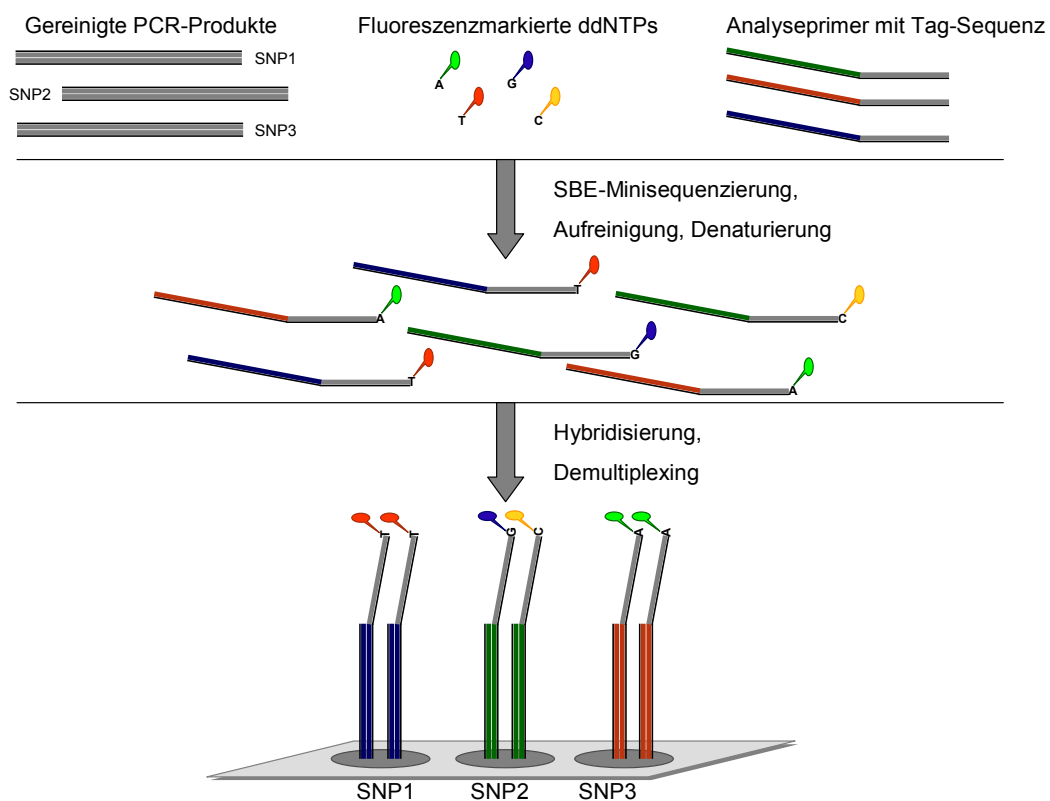 Gereinigte PCR-Produkte
Fluoreszenzmarkierte ddNTPs
Analyseprimer mit Tag-Sequenz
SNP1
SNP2
SNP3
A
G
T
C
SBE-Minisequenzierung,
Aufreinigung, Denaturierung
T
A
C
G
T
A
Hybridisierung,
Demultiplexing
T T G C A A
SNP1 SNP2 SNP3